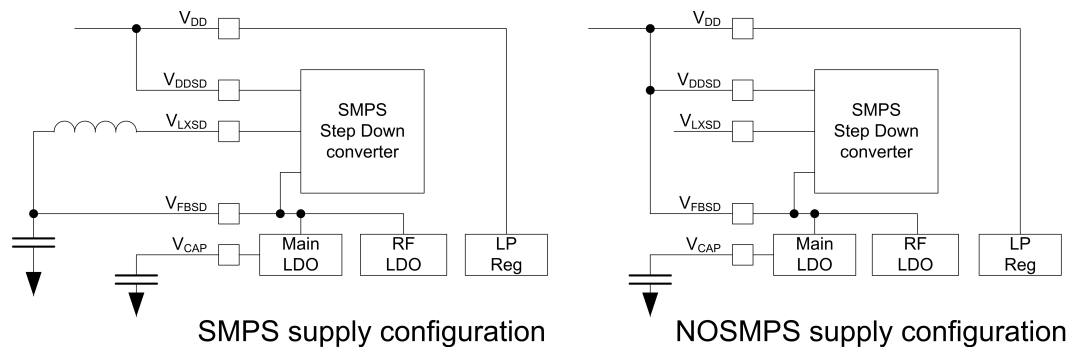 VDD
VDDSD
SMPS
Step Down
converter
VLXSD
VFBSD
VCAP
Main
LDO
RF
LDO
LP
Reg
SMPS supply configuration
VDD
VDDSD
SMPS
Step Down
converter
VLXSD
VFBSD
VCAP
Main
LDO
RF
LDO
LP
Reg
NOSMPS supply configuration